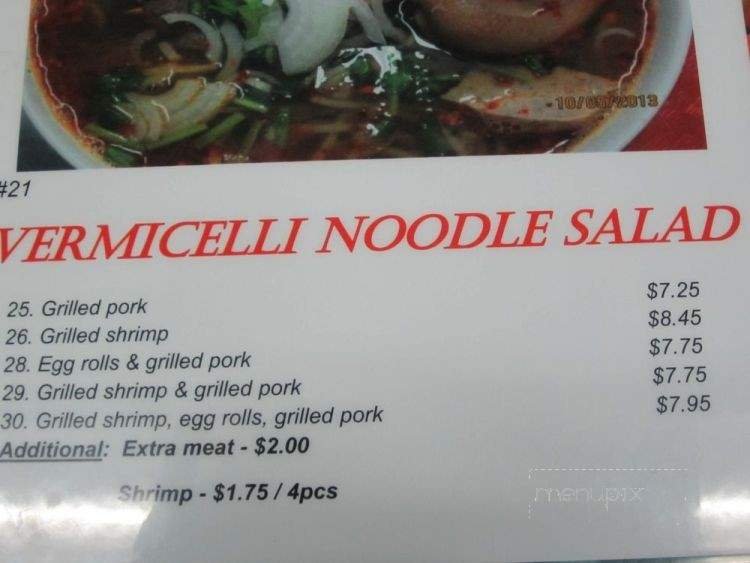 10/09/2013
#21
VERMICELLI NOODLE SALAD
25. Grilled pork $7.25
26. Grilled shrimp $8.45
28. Egg rolls & grilled pork $7.75
29. Grilled shrimp & grilled pork $7.75
30. Grilled shrimp, egg rolls, grilled pork $7.95
Additional: Extra meat - $2.00
Shrimp - $1.75 / 4pcs
menupix